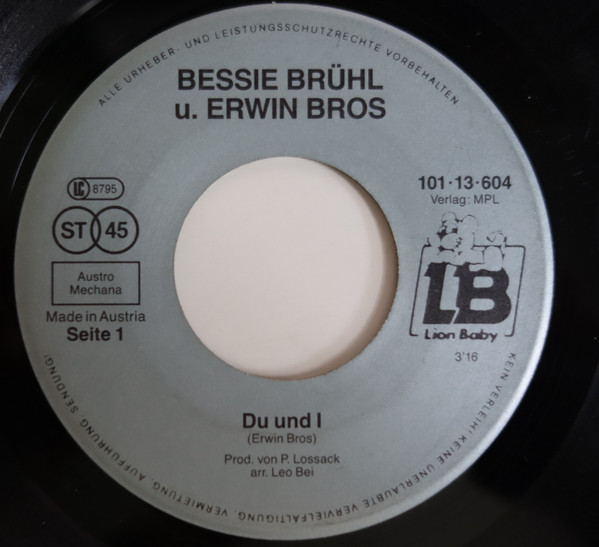 ALLE URHEBER- UND LEISTUNGSSCHUTZRECHTE VORBEHALTEN
BESSIE BRÜHL
u. ERWIN BROS
LC 8795
ST 45
Austro
Mechana
Made in Austria
Seite 1
101·13·604
Verlag: MPL
LB
Lion Baby
3'16
Du und I
(Erwin Bros)
Prod. von P. Lossack
arr. Leo Bei
KEIN VERLEIH! KEINE UNERLAUBTE VERVIELFÄLTIGUNG, VERMIETUNG, AUFFÜHRUNG, SENDUNG!